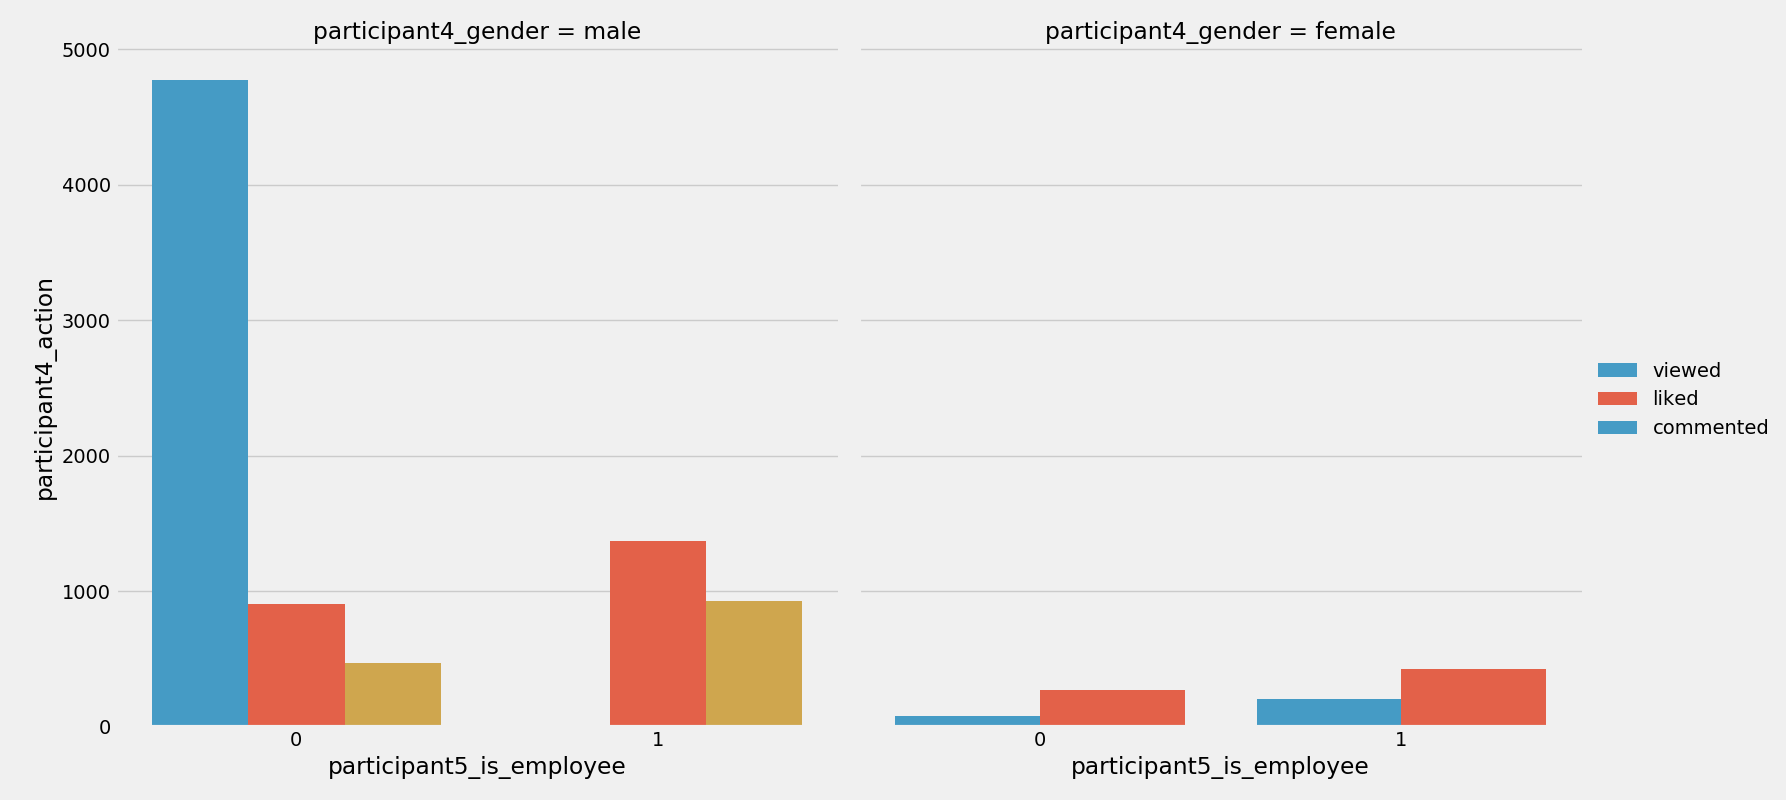 participant4_gender = male
participant4_gender = female
participant4_action
5000
4000
3000
2000
1000
0
0
1
0
1
participant5_is_employee
participant5_is_employee
viewed
liked
commented